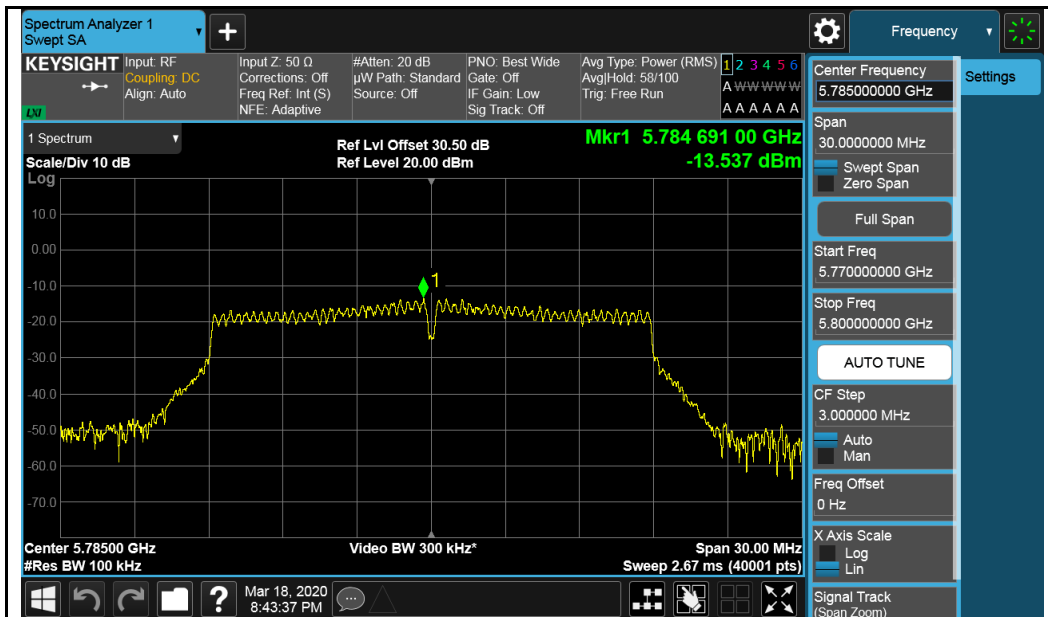 Spectrum Analyzer 1
Swept SA
+
Frequency
KEYSIGHT
LXI
Input: RF
Coupling: DC
Align: Auto
Input Z: 50 Ω
Corrections: Off
Freq Ref: Int (S)
NFE: Adaptive
#Atten: 20 dB
µW Path: Standard
Source: Off
PNO: Best Wide
Gate: Off
IF Gain: Low
Sig Track: Off
Avg Type: Power (RMS)
Avg|Hold: 58/100
Trig: Free Run
1 2 3 4 5 6
A W W W W W
A A A A A A
1 Spectrum
Scale/Div 10 dB
Log
Ref Lvl Offset 30.50 dB
Ref Level 20.00 dBm
Mkr1 5.784 691 00 GHz
-13.537 dBm
10.0
0.00
-10.0
-20.0
-30.0
-40.0
-50.0
-60.0
-70.0
1
Center 5.78500 GHz
#Res BW 100 kHz
Video BW 300 kHz*
Span 30.00 MHz
Sweep 2.67 ms (40001 pts)
Mar 18, 2020
8:43:37 PM
?
Center Frequency
5.785000000 GHz
Settings
Span
30.0000000 MHz
Swept Span
Zero Span
Full Span
Start Freq
5.770000000 GHz
Stop Freq
5.800000000 GHz
AUTO TUNE
CF Step
3.000000 MHz
Auto
Man
Freq Offset
0 Hz
X Axis Scale
Log
Lin
Signal Track
(Span Zoom)